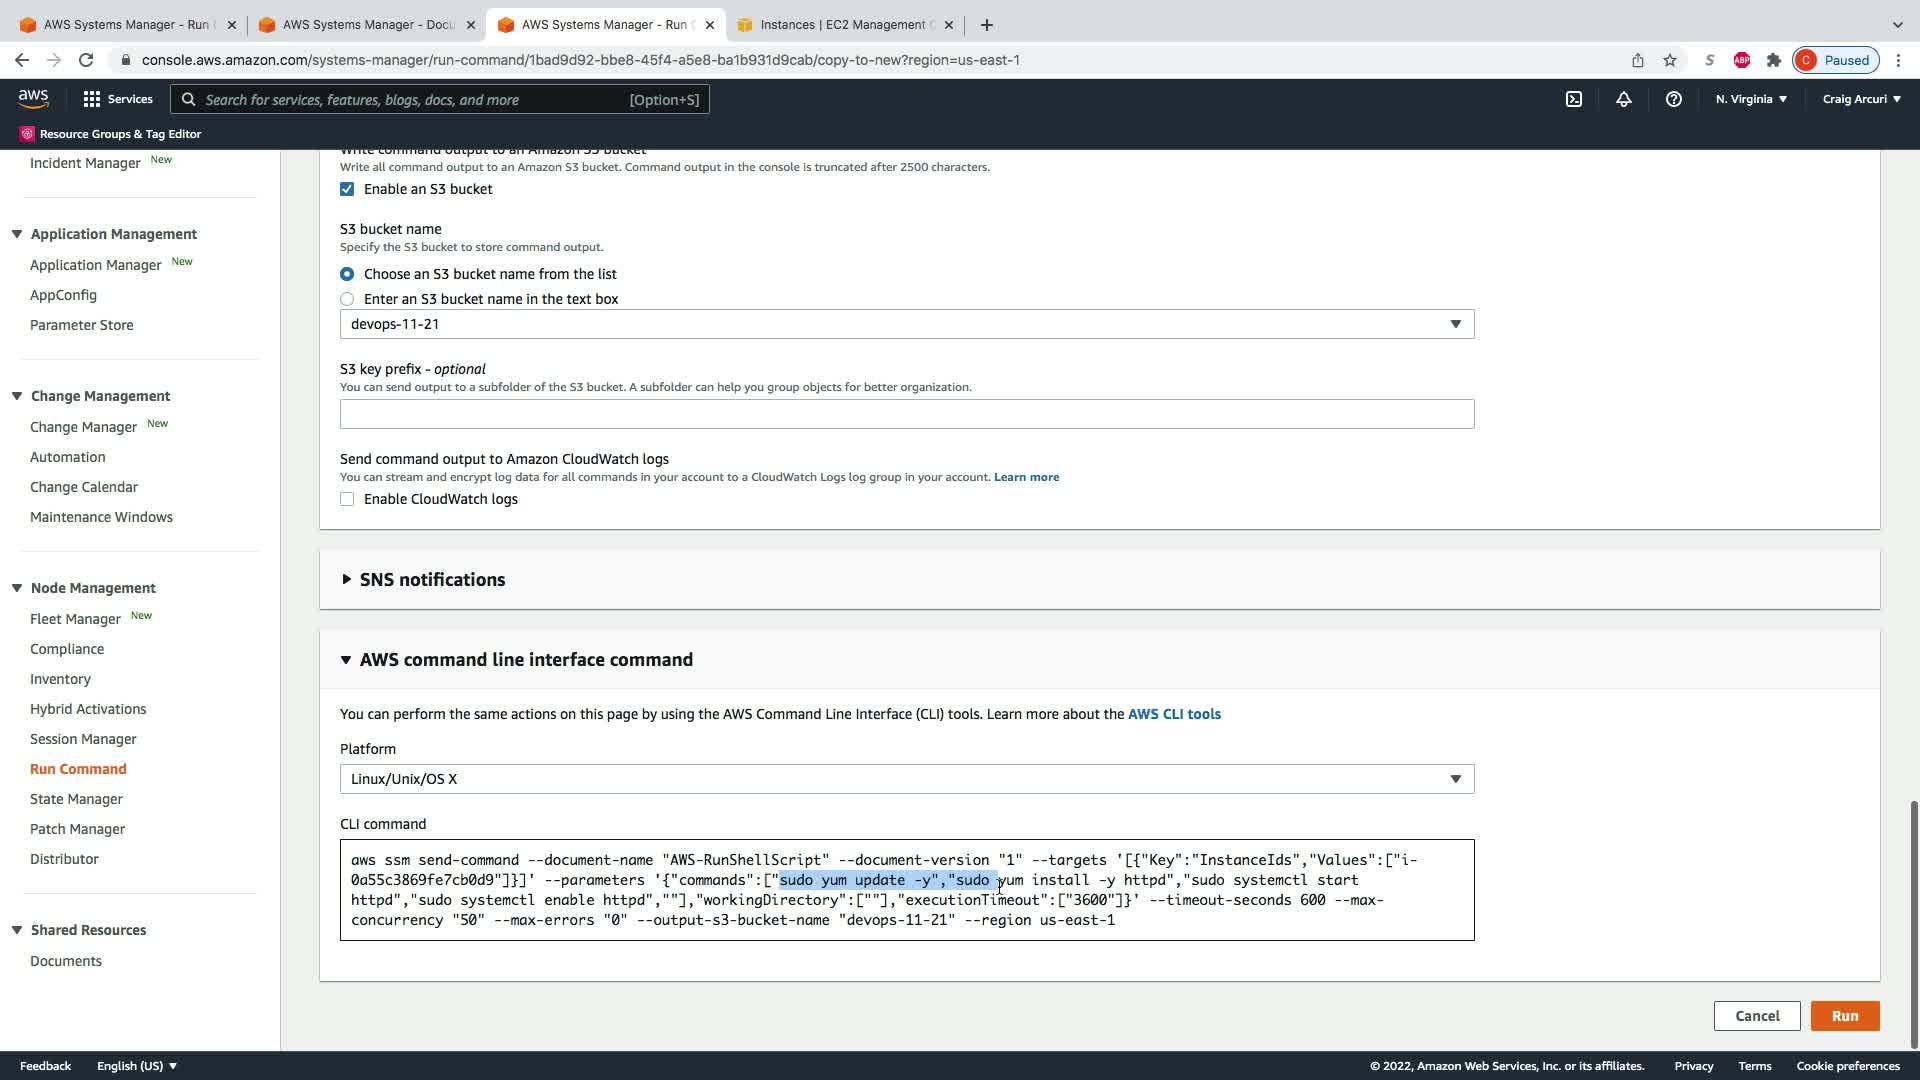 AWS Systems Manager - Run C
AWS Systems Manager - Docu
AWS Systems Manager - Run C
Instances | EC2 Management C
console.aws.amazon.com/systems-manager/run-command/1bad9d92-bbe8-45f4-a5e8-ba1b931d9cab/copy-to-new?region=us-east-1
S
ABP
C
Paused
aws
Services
Search for services, features, blogs, docs, and more
[Option+S]
N. Virginia
Craig Arcuri
Resource Groups & Tag Editor
Incident Manager New
Application Management
Application Manager New
AppConfig
Parameter Store
Change Management
Change Manager New
Automation
Change Calendar
Maintenance Windows
Node Management
Fleet Manager New
Compliance
Inventory
Hybrid Activations
Session Manager
Run Command
State Manager
Patch Manager
Distributor
Shared Resources
Documents
Write command output to an Amazon S3 bucket
Write all command output to an Amazon S3 bucket. Command output in the console is truncated after 2500 characters.
Enable an S3 bucket
S3 bucket name
Specify the S3 bucket to store command output.
Choose an S3 bucket name from the list
Enter an S3 bucket name in the text box
devops-11-21
S3 key prefix - optional
You can send output to a subfolder of the S3 bucket. A subfolder can help you group objects for better organization.
Send command output to Amazon CloudWatch logs
You can stream and encrypt log data for all commands in your account to a CloudWatch Logs log group in your account. Learn more
Enable CloudWatch logs
SNS notifications
AWS command line interface command
You can perform the same actions on this page by using the AWS Command Line Interface (CLI) tools. Learn more about the AWS CLI tools
Platform
Linux/Unix/OS X
CLI command
aws ssm send-command --document-name "AWS-RunShellScript" --document-version "1" --targets '[{"Key":"InstanceIds","Values":["i-
0a55c3869fe7cb0d9"]}]' --parameters '{"commands":["sudo yum update -y","sudo yum install -y httpd","sudo systemctl start
httpd","sudo systemctl enable httpd",""],"workingDirectory":[""],"executionTimeout":["3600"]}' --timeout-seconds 600 --max-
concurrency "50" --max-errors "0" --output-s3-bucket-name "devops-11-21" --region us-east-1
Cancel
Run
Feedback
English (US)
© 2022, Amazon Web Services, Inc. or its affiliates.
Privacy
Terms
Cookie preferences